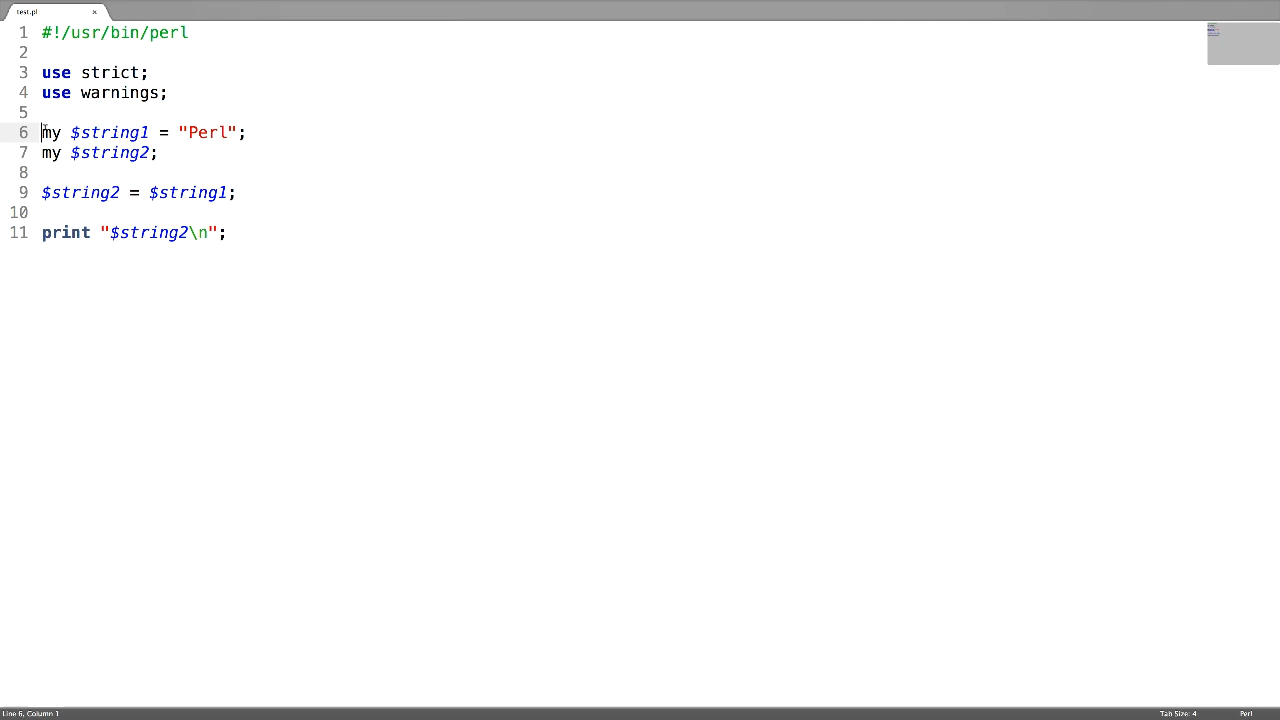 test.pl ×
1 #!/usr/bin/perl
2
3 use strict;
4 use warnings;
5
6 my $string1 = "Perl";
7 my $string2;
8
9 $string2 = $string1;
10
11 print "$string2\n";
Line 6, Column 1 Tab Size: 4 Perl